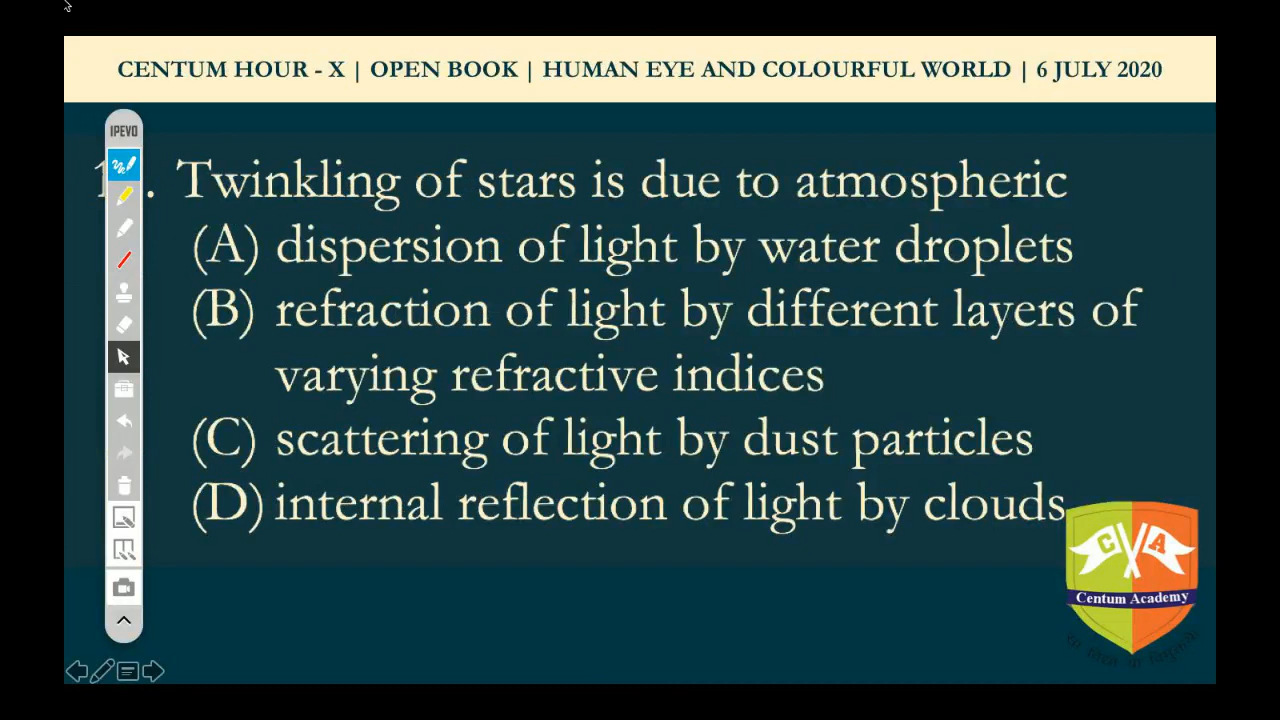 CENTUM HOUR - X | OPEN BOOK | HUMAN EYE AND COLOURFUL WORLD | 6 JULY 2020
IPEVO
. Twinkling of stars is due to atmospheric
(A) dispersion of light by water droplets
(B) refraction of light by different layers of
varying refractive indices
(C) scattering of light by dust particles
(D) internal reflection of light by clouds
C A
Centum Academy